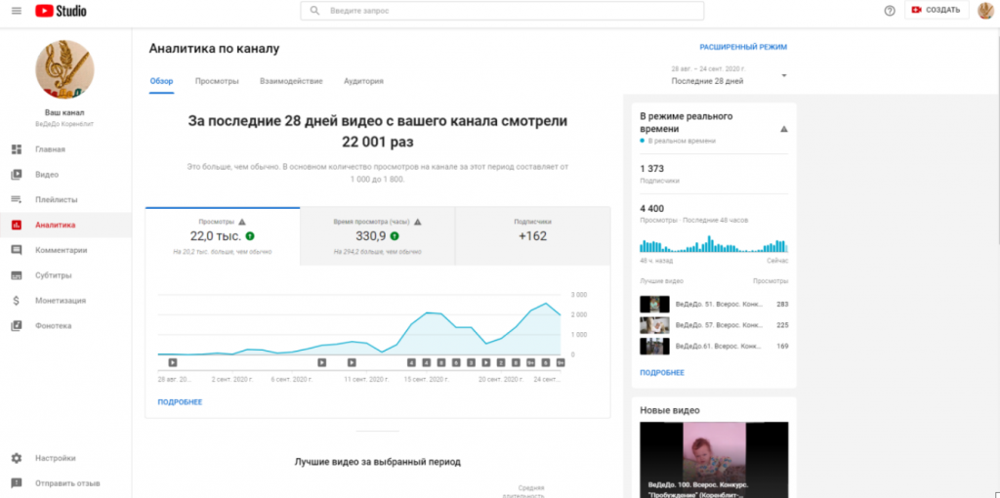 Studio
Введите запрос
СОЗДАТЬ
Ваш канал
ВеДеДо Коренблит
Главная
Видео
Плейлисты
Аналитика
Комментарии
Субтитры
Монетизация
Фонотека
Настройки
Отправить отзыв
Аналитика по каналу
РАСШИРЕННЫЙ РЕЖИМ
Обзор
Просмотры
Взаимодействие
Аудитория
28 авг. – 24 сент. 2020 г.
Последние 28 дней
За последние 28 дней видео с вашего канала смотрели
22 001 раз
Это больше, чем обычно. В основном количество просмотров на канале за этот период составляет от
1 000 до 1 800.
Просмотры
22,0 тыс.
На 20,2 тыс. больше, чем обычно
Время просмотра (часы)
330,9
На 294,2 больше, чем обычно
Подписчики
+162
3 000
2 000
1 000
0
28 авг. 20...
2 сент. 2020 г.
6 сент. 2020 г.
11 сент. 2020 г.
15 сент. 2020 г.
20 сент. 2020 г.
24 сент...
ПОДРОБНЕЕ
Лучшие видео за выбранный период
Средняя
длительность
В режиме реального
времени
В реальном времени
1 373
Подписчики
4 400
Просмотры · Последние 48 часов
48 ч. назад
Сейчас
Лучшие видео
Просмотры
ВеДеДо. 51. Всерос. Конк... 283
ВеДеДо. 57. Всерос. Конк... 225
ВеДеДо.61. Всерос. Конк... 169
ПОДРОБНЕЕ
Новые видео
ВеДеДо. 100. Всерос. Конкурс.
"Пробуждение" (Коренблит-...